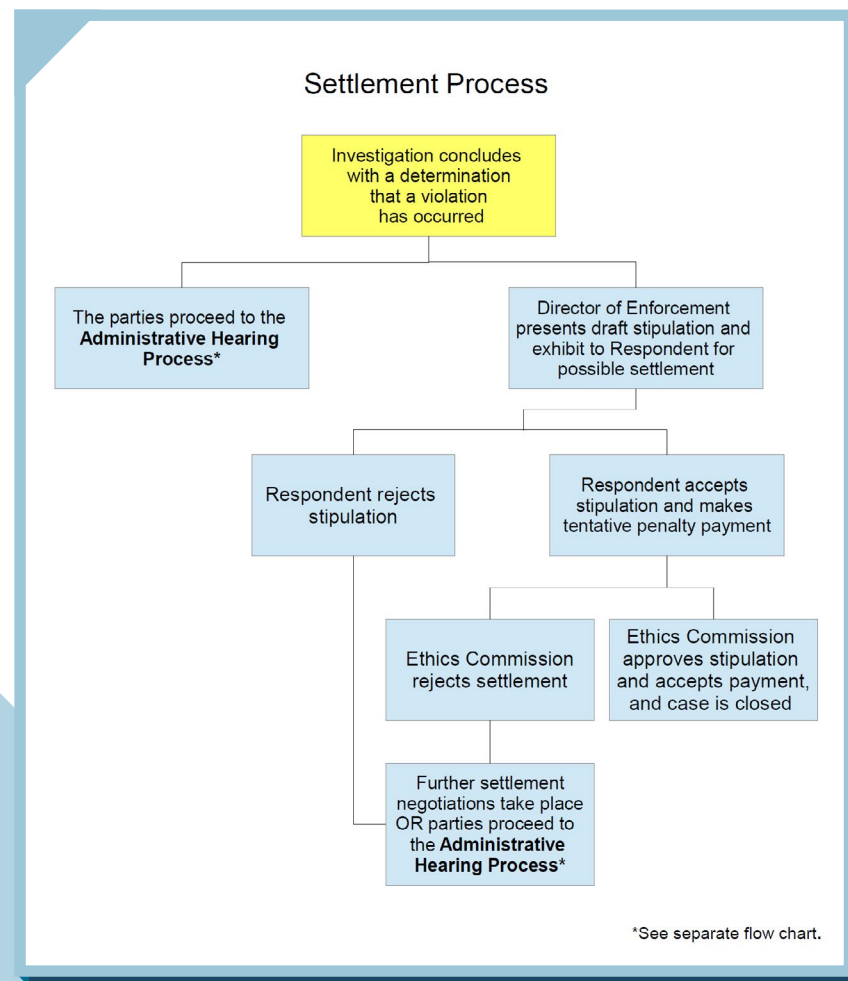 Settlement Process
Investigation concludes
with a determination
that a violation
has occurred
The parties proceed to the
Administrative Hearing
Process*
Director of Enforcement
presents draft stipulation and
exhibit to Respondent for
possible settlement
Respondent rejects
stipulation
Respondent accepts
stipulation and makes
tentative penalty payment
Ethics Commission
rejects settlement
Ethics Commission
approves stipulation
and accepts payment,
and case is closed
Further settlement
negotiations take place
OR parties proceed to
the Administrative
Hearing Process*
*See separate flow chart.